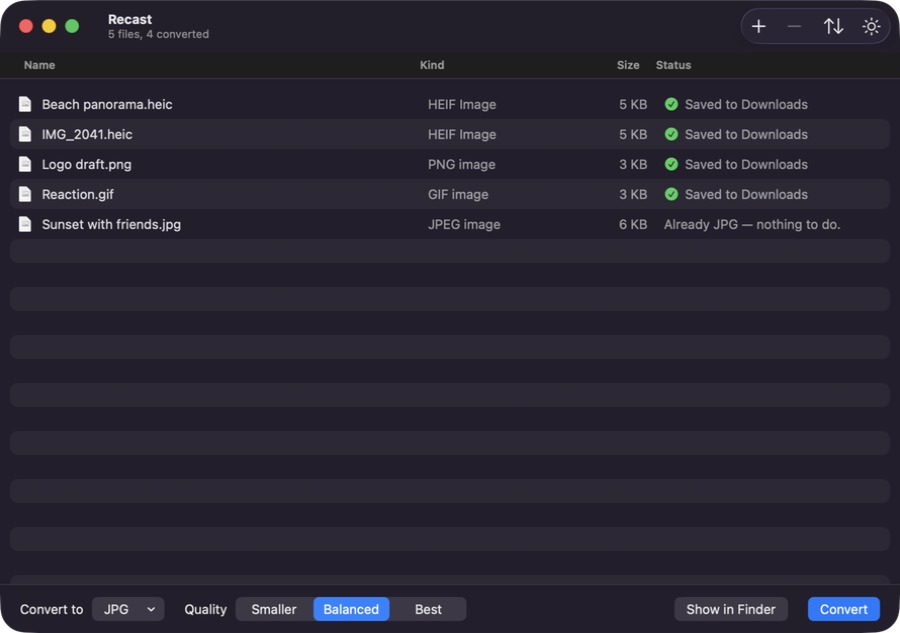 Recast
5 files, 4 converted
Name Kind Size Status
Beach panorama.heic HEIF Image 5 KB Saved to Downloads
IMG_2041.heic HEIF Image 5 KB Saved to Downloads
Logo draft.png PNG image 3 KB Saved to Downloads
Reaction.gif GIF image 3 KB Saved to Downloads
Sunset with friends.jpg JPEG image 6 KB Already JPG — nothing to do.
Convert to JPG Quality Smaller Balanced Best Show in Finder Convert